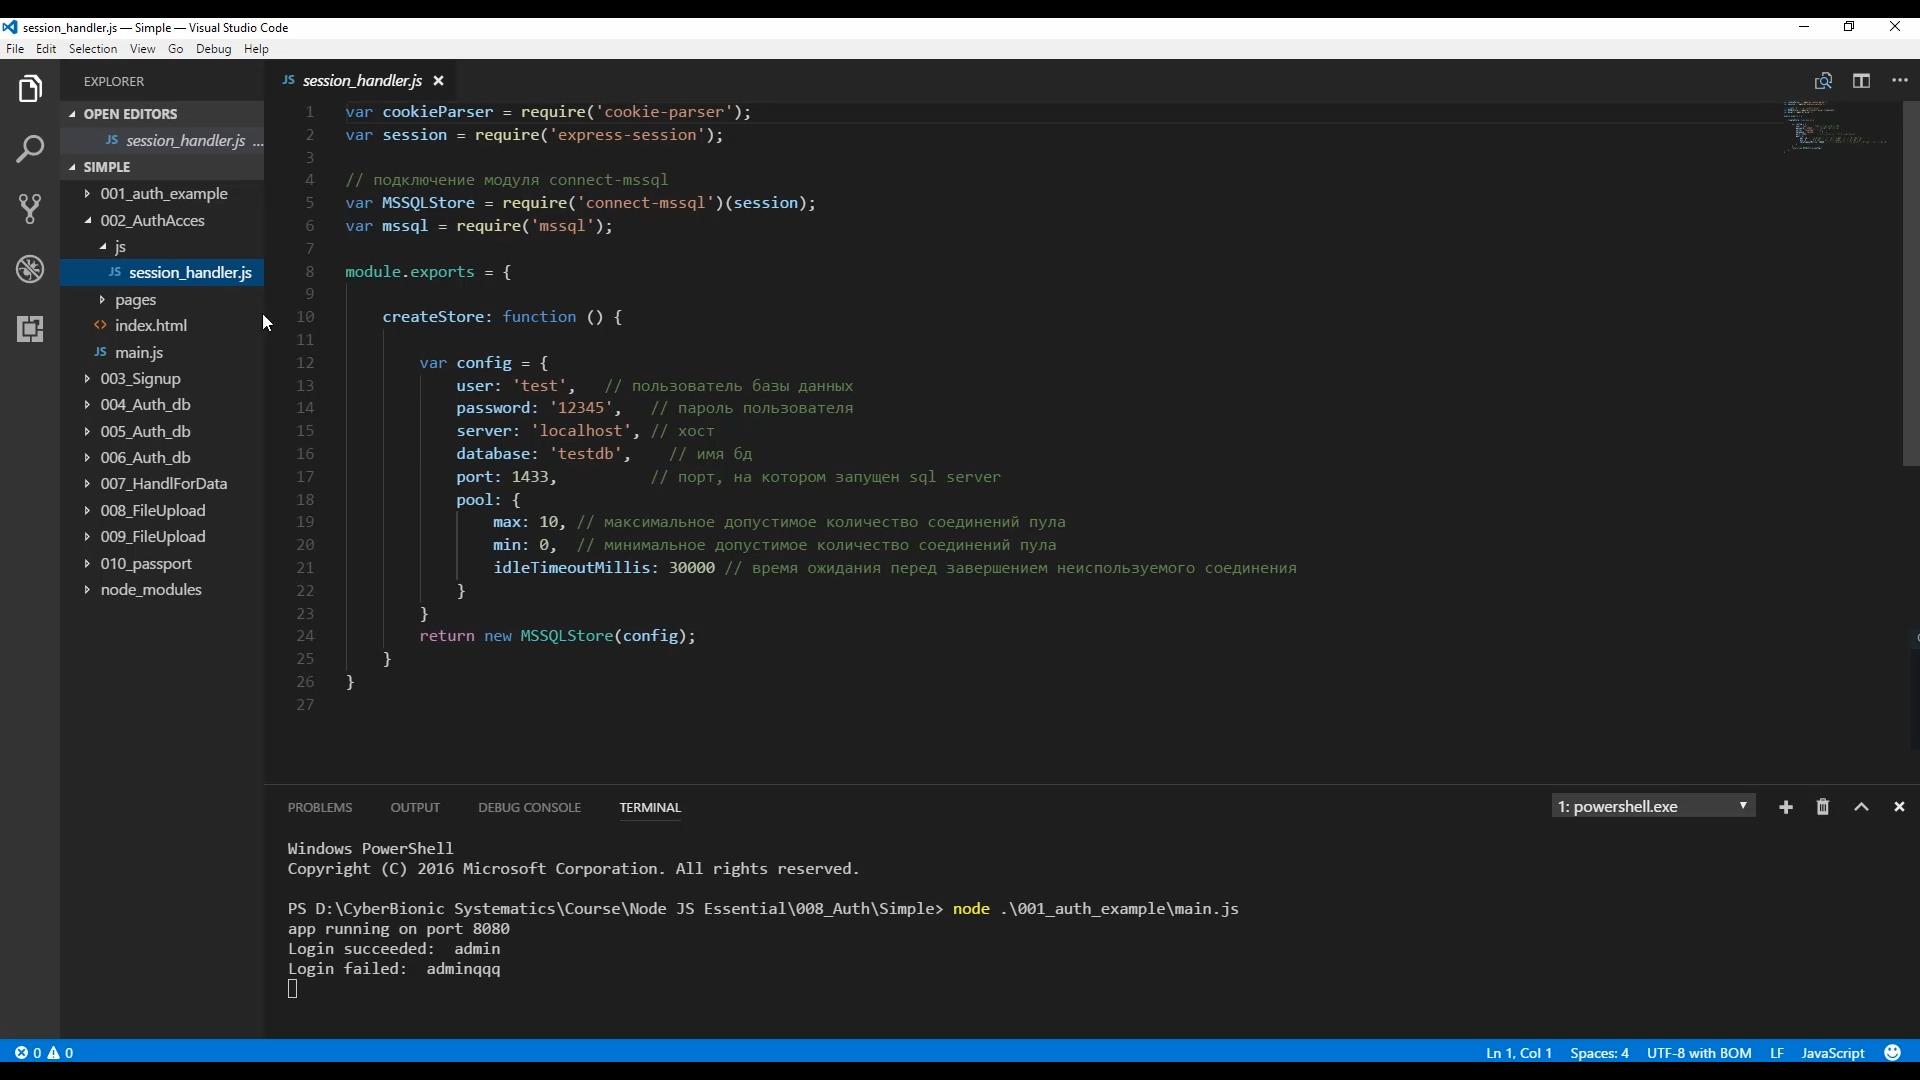 session_handler.js — Simple — Visual Studio Code
File Edit Selection View Go Debug Help
EXPLORER
OPEN EDITORS
JS session_handler.js ...
SIMPLE
001_auth_example
002_AuthAcces
js
JS session_handler.js
pages
<> index.html
JS main.js
003_Signup
004_Auth_db
005_Auth_db
006_Auth_db
007_HandlForData
008_FileUpload
009_FileUpload
010_passport
node_modules
JS session_handler.js
1 var cookieParser = require('cookie-parser');
2 var session = require('express-session');
3
4 // подключение модуля connect-mssql
5 var MSSQLStore = require('connect-mssql')(session);
6 var mssql = require('mssql');
7
8 module.exports = {
9
10 createStore: function () {
11
12 var config = {
13 user: 'test', // пользователь базы данных
14 password: '12345', // пароль пользователя
15 server: 'localhost', // хост
16 database: 'testdb', // имя бд
17 port: 1433, // порт, на котором запущен sql server
18 pool: {
19 max: 10, // максимальное допустимое количество соединений пула
20 min: 0, // минимальное допустимое количество соединений пула
21 idleTimeoutMillis: 30000 // время ожидания перед завершением неиспользуемого соединения
22 }
23 }
24 return new MSSQLStore(config);
25 }
26 }
27
PROBLEMS OUTPUT DEBUG CONSOLE TERMINAL 1: powershell.exe
Windows PowerShell
Copyright (C) 2016 Microsoft Corporation. All rights reserved.
PS D:\CyberBionic Systematics\Course\Node JS Essential\008_Auth\Simple> node .\001_auth_example\main.js
app running on port 8080
Login succeeded: admin
Login failed: adminqqq
0 0 Ln 1, Col 1 Spaces: 4 UTF-8 with BOM LF JavaScript